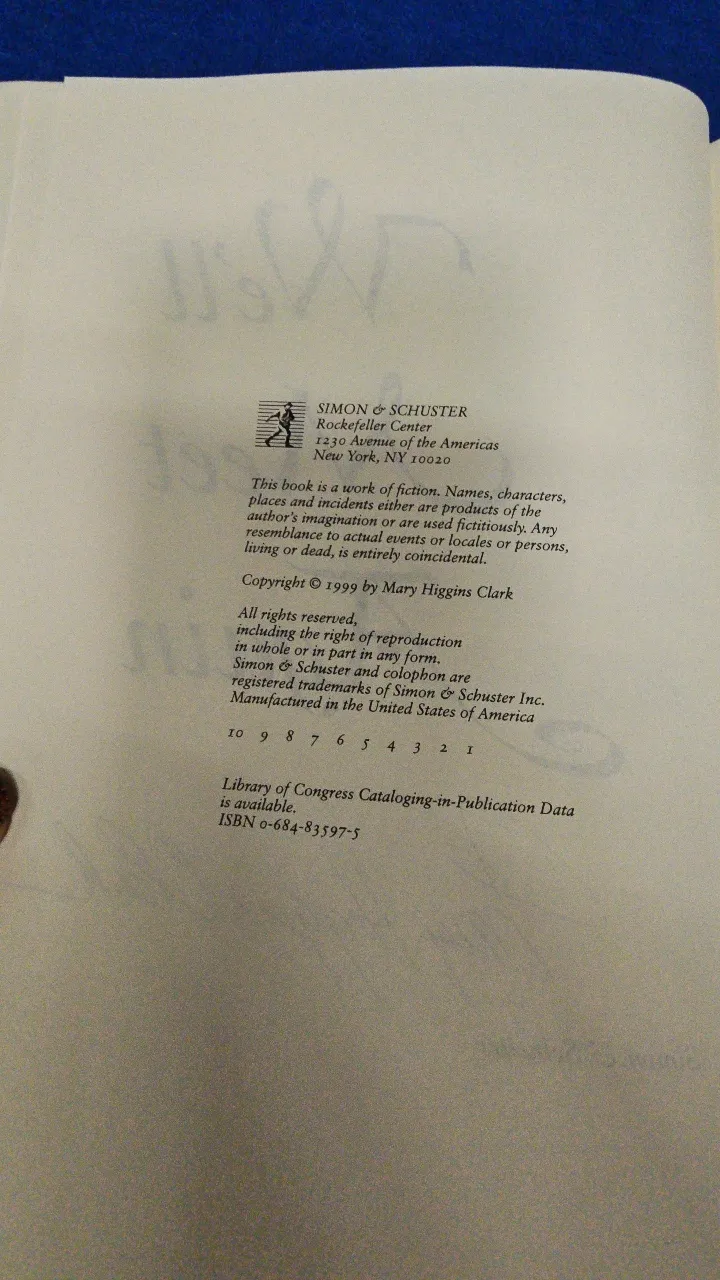 SIMON & SCHUSTER
Rockefeller Center
1230 Avenue of the Americas
New York, NY 10020
This book is a work of fiction. Names, characters,
places and incidents either are products of the
author's imagination or are used fictitiously. Any
resemblance to actual events or locales or persons,
living or dead, is entirely coincidental.
Copyright © 1999 by Mary Higgins Clark
All rights reserved,
including the right of reproduction
in whole or in part in any form.
Simon & Schuster and colophon are
registered trademarks of Simon & Schuster Inc.
Manufactured in the United States of America
10 9 8 7 6 5 4 3 2 1
Library of Congress Cataloging-in-Publication Data
is available.
ISBN 0-684-83597-5